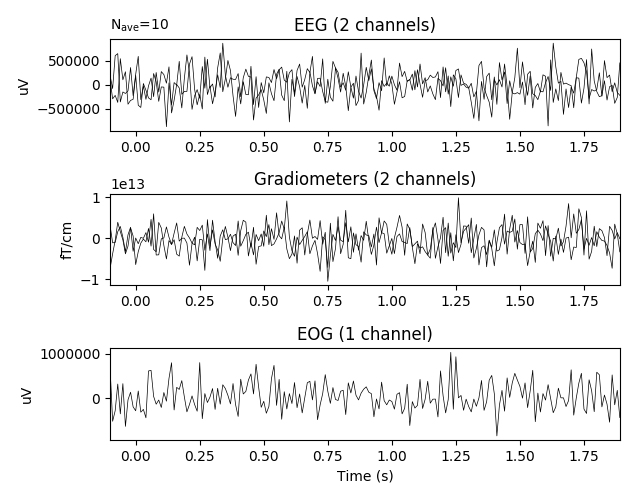 N_ave=10
EEG (2 channels)
500000
0
−500000
uV
0.00 0.25 0.50 0.75 1.00 1.25 1.50 1.75
1e13
Gradiometers (2 channels)
1
0
−1
fT/cm
0.00 0.25 0.50 0.75 1.00 1.25 1.50 1.75
EOG (1 channel)
1000000
0
uV
0.00 0.25 0.50 0.75 1.00 1.25 1.50 1.75
Time (s)